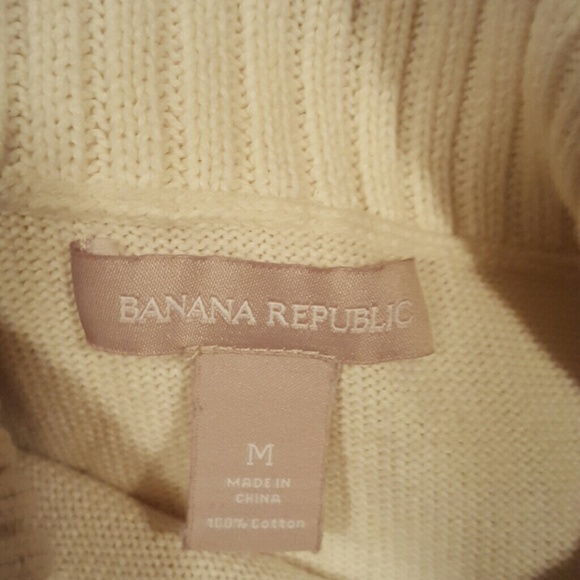 BANANA REPUBLIC
M
MADE IN
CHINA
100% Cotton